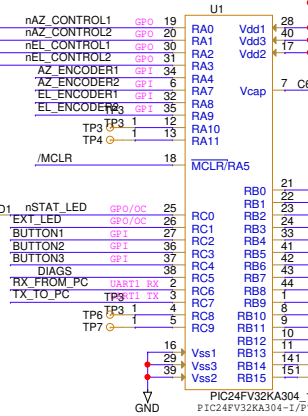 U1
nAZ_CONTROL1 GPO 19 RA0 Vdd1 28
nAZ_CONTROL2 GPO 20 RA1 Vdd3 40
nEL_CONTROL1 GPO 30 RA2 Vdd2 17
nEL_CONTROL2 GPO 31 RA3
AZ_ENCODER1 GPI 34 RA4
AZ_ENCODER2 GPI 6 RA7 Vcap 7
EL_ENCODER1 GPI 32 RA8
EL_ENCODER2 GPI 35 RA9
TP3
TP3 1 12 RA10
TP4 1 13 RA11
/MCLR 18 MCLR/RA5
RB0 21
RB1 22
nSTAT_LED GPO/OC 25 RC0 RB2 23
EXT_LED GPO/OC 26 RC1 RB3 24
BUTTON1 GPI 27 RC2 RB4 33
BUTTON2 GPI 36 RC3 RB5 41
BUTTON3 GPI 37 RC4 RB6 42
DIAGS 38 RC5 RB7 43
RX_FROM_PC UART1 RX 2 RC6 RB8 44
TX_TO_PC UART1 TX 3 RC7 RB9 1
TP3
TP6 1 4 RC8 RB10 8
TP7 1 5 RC9 RB11 9
RB12 10
16 Vss1 RB13 11
29 Vss3 RB14 141
39 Vss2 RB15 151
GND
PIC24FV32KA304
PIC24FV32KA304-I/P